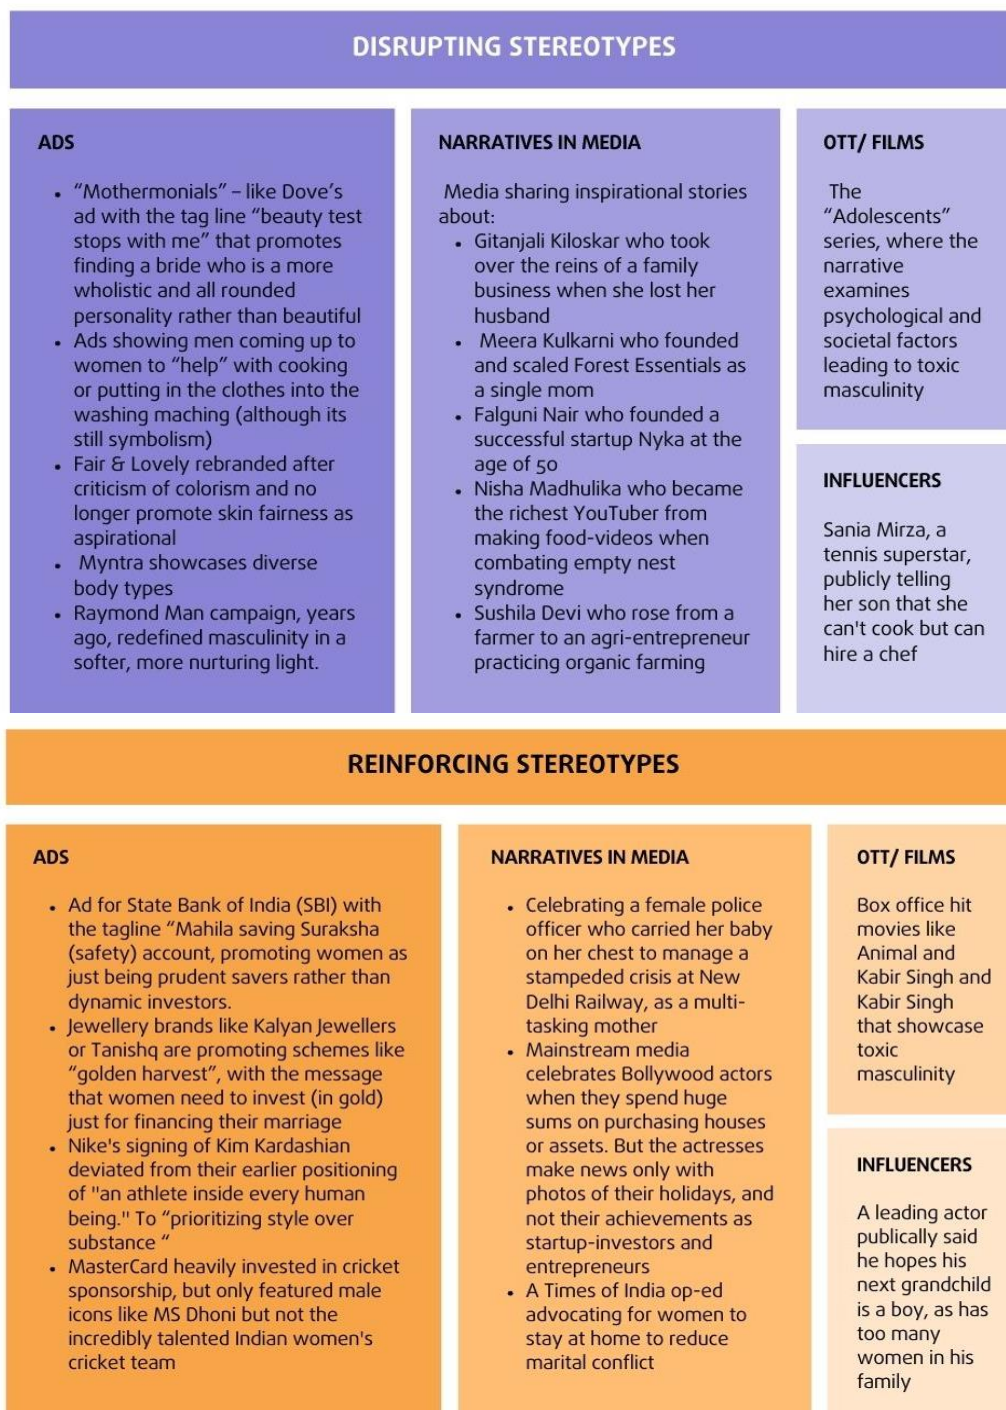 DISRUPTING STEREOTYPES
ADS
• “Mothermonials” – like Dove’s
ad with the tag line “beauty test
stops with me” that promotes
finding a bride who is a more
wholistic and all rounded
personality rather than beautiful
• Ads showing men coming up to
women to “help” with cooking
or putting in the clothes into the
washing maching (although its
still symbolism)
• Fair & Lovely rebranded after
criticism of colorism and no
longer promote skin fairness as
aspirational
• Myntra showcases diverse
body types
• Raymond Man campaign, years
ago, redefined masculinity in a
softer, more nurturing light.
NARRATIVES IN MEDIA
Media sharing inspirational stories
about:
• Gitanjali Kiloskar who took
over the reins of a family
business when she lost her
husband
• Meera Kulkarni who founded
and scaled Forest Essentials as
a single mom
• Falguni Nair who founded a
successful startup Nyka at the
age of 50
• Nisha Madhulika who became
the richest YouTuber from
making food-videos when
combating empty nest
syndrome
• Sushila Devi who rose from a
farmer to an agri-entrepreneur
practicing organic farming
OTT/ FILMS
The
“Adolescents”
series, where the
narrative
examines
psychological and
societal factors
leading to toxic
masculinity
INFLUENCERS
Sania Mirza, a
tennis superstar,
publicly telling
her son that she
can't cook but can
hire a chef
REINFORCING STEREOTYPES
ADS
• Ad for State Bank of India (SBI) with
the tagline “Mahila saving Suraksha
(safety) account, promoting women as
just being prudent savers rather than
dynamic investors.
• Jewellery brands like Kalyan Jewellers
or Tanishq are promoting schemes like
“golden harvest”, with the message
that women need to invest (in gold)
just for financing their marriage
• Nike's signing of Kim Kardashian
deviated from their earlier positioning
of "an athlete inside every human
being." To “prioritizing style over
substance “
• MasterCard heavily invested in cricket
sponsorship, but only featured male
icons like MS Dhoni but not the
incredibly talented Indian women's
cricket team
NARRATIVES IN MEDIA
• Celebrating a female police
officer who carried her baby
on her chest to manage a
stampeded crisis at New
Delhi Railway, as a multi-
tasking mother
• Mainstream media
celebrates Bollywood actors
when they spend huge
sums on purchasing houses
or assets. But the actresses
make news only with
photos of their holidays, and
not their achievements as
startup-investors and
entrepreneurs
• A Times of India op-ed
advocating for women to
stay at home to reduce
marital conflict
OTT/ FILMS
Box office hit
movies like
Animal and
Kabir Singh and
Kabir Singh
that showcase
toxic
masculinity
INFLUENCERS
A leading actor
publically said
he hopes his
next grandchild
is a boy, as has
too many
women in his
family